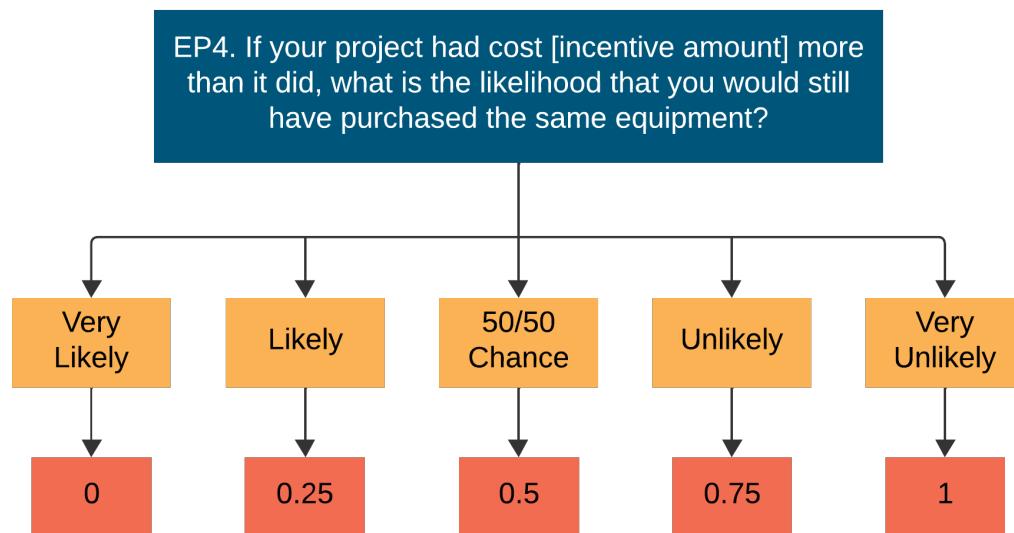 EP4. If your project had cost [incentive amount] more
than it did, what is the likelihood that you would still
have purchased the same equipment?
Very
Likely
Likely
50/50
Chance
Unlikely
Very
Unlikely
0
0.25
0.5
0.75
1